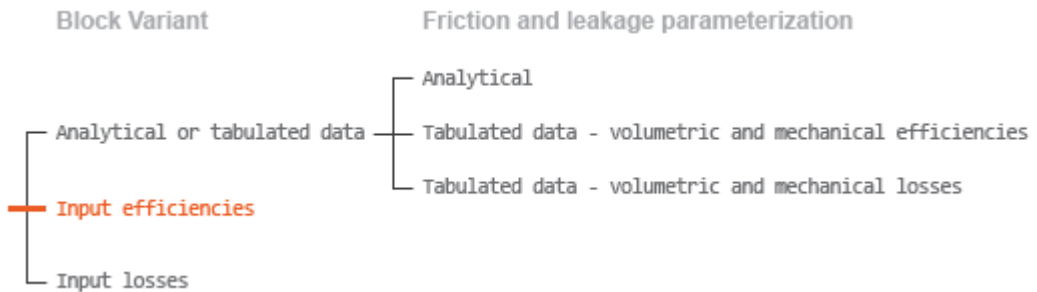 Block Variant
Friction and leakage parameterization
Analytical
Analytical or tabulated data
Tabulated data - volumetric and mechanical efficiencies
Tabulated data - volumetric and mechanical losses
Input efficiencies
Input losses